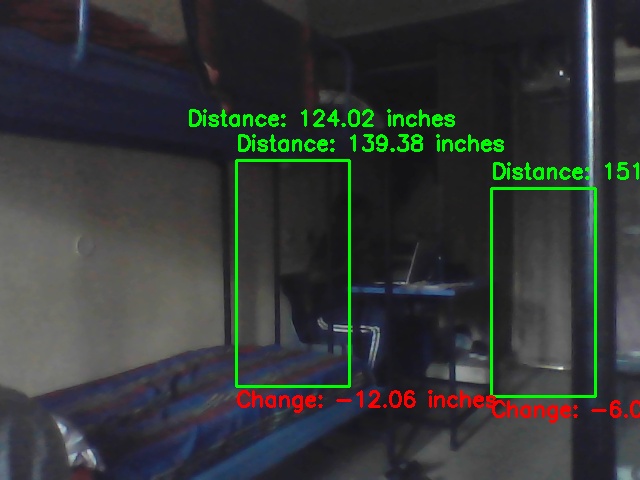 Distance: 124.02 inches
Distance: 139.38 inches
Distance: 151
Change: -12.06 inches
Change: -6.0